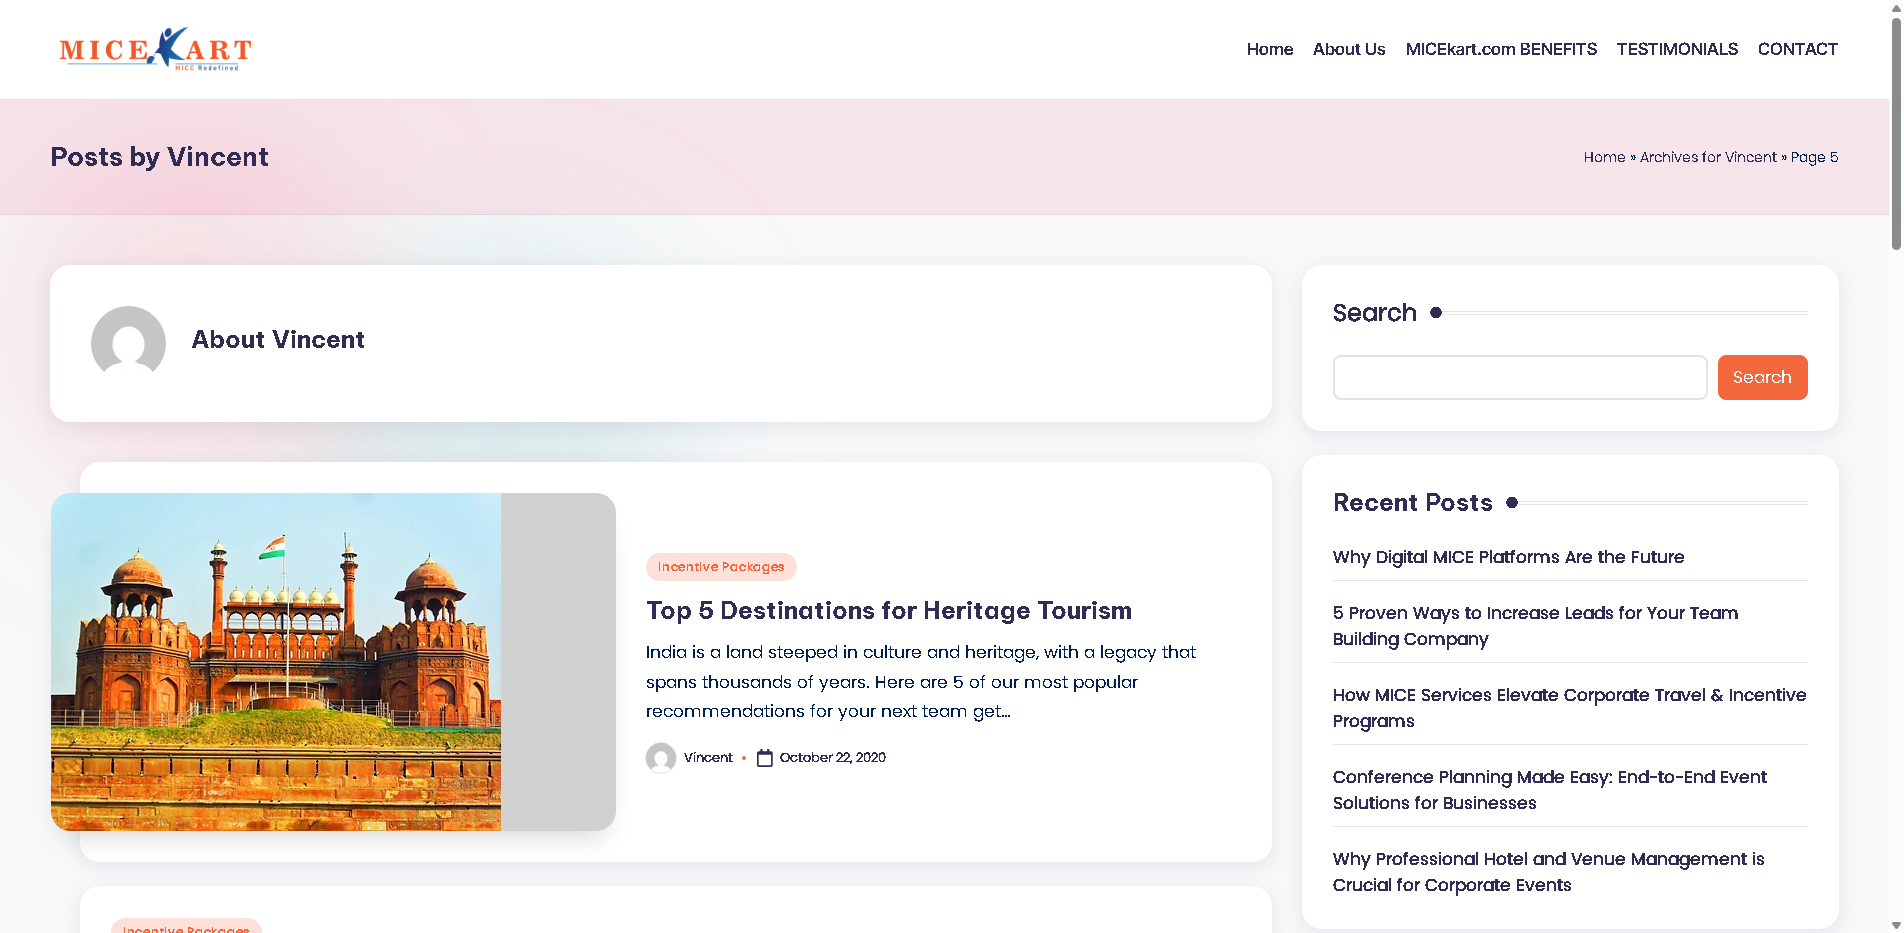 MICEKART
MICE Redefined
Home
About Us
MICEkart.com BENEFITS
TESTIMONIALS
CONTACT
Posts by Vincent
Home » Archives for Vincent » Page 5
About Vincent
Search
Search
Incentive Packages
Top 5 Destinations for Heritage Tourism
India is a land steeped in culture and heritage, with a legacy that
spans thousands of years. Here are 5 of our most popular
recommendations for your next team get…
Vincent
October 22, 2020
Recent Posts
Why Digital MICE Platforms Are the Future
5 Proven Ways to Increase Leads for Your Team
Building Company
How MICE Services Elevate Corporate Travel & Incentive
Programs
Conference Planning Made Easy: End-to-End Event
Solutions for Businesses
Why Professional Hotel and Venue Management is
Crucial for Corporate Events
Incentive Packages